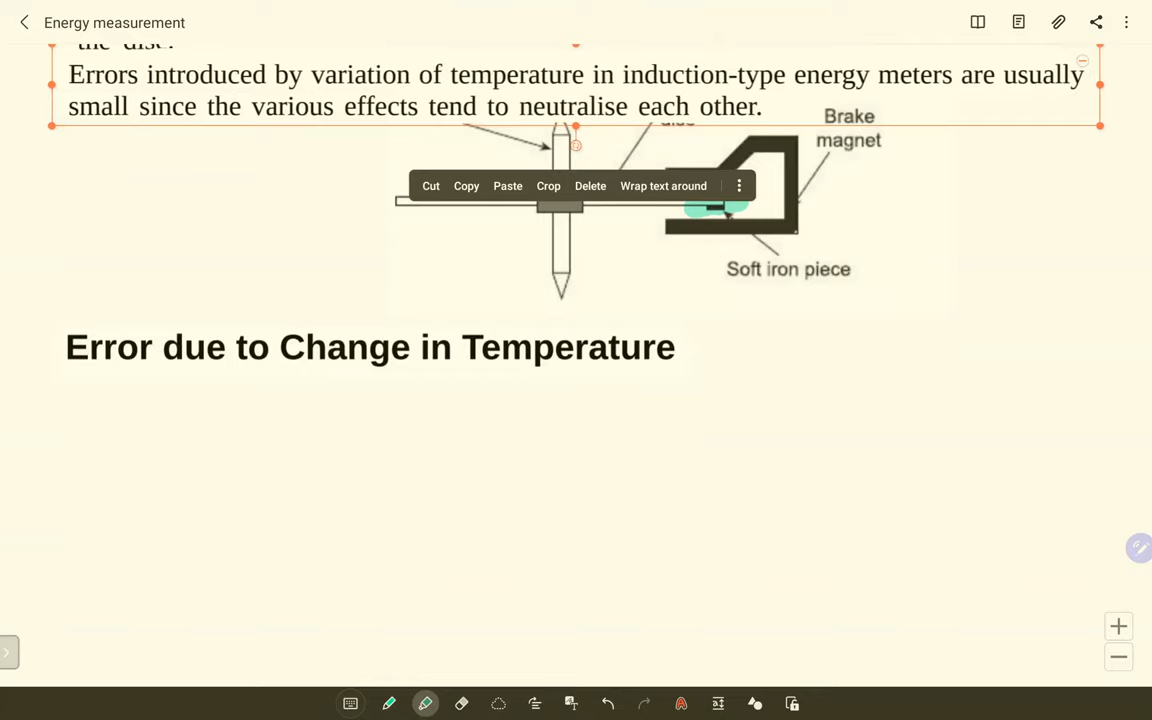 Energy measurement
the disc.
Errors introduced by variation of temperature in induction-type energy meters are usually
small since the various effects tend to neutralise each other.
Brake
magnet
Cut Copy Paste Crop Delete Wrap text around
Soft iron piece
Error due to Change in Temperature